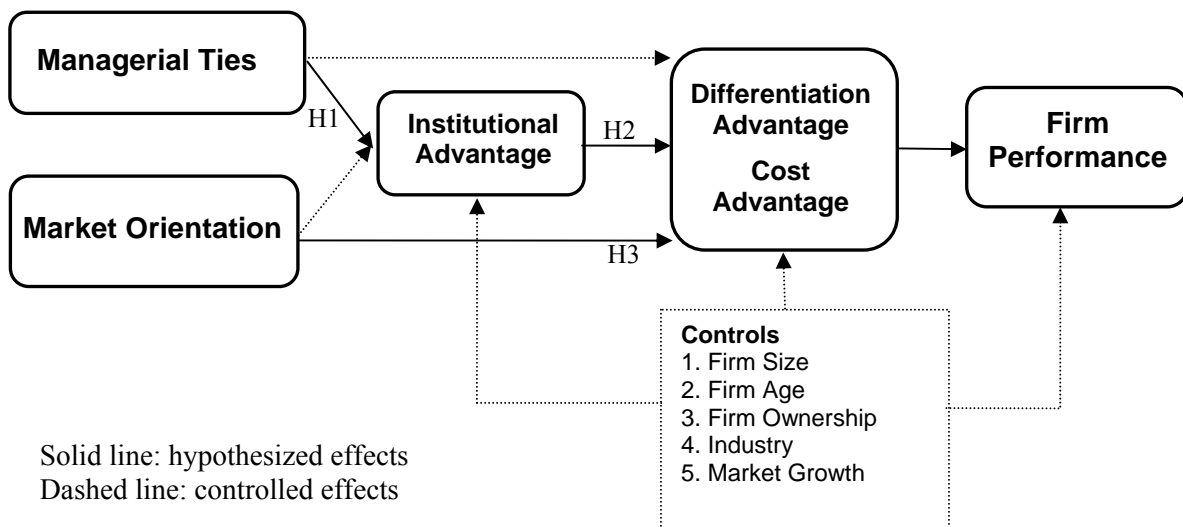 Managerial Ties
H1
Market Orientation
Institutional
Advantage
H2
H3
Differentiation
Advantage
Cost
Advantage
Firm
Performance
Controls
1. Firm Size
2. Firm Age
3. Firm Ownership
4. Industry
5. Market Growth
Solid line: hypothesized effects
Dashed line: controlled effects